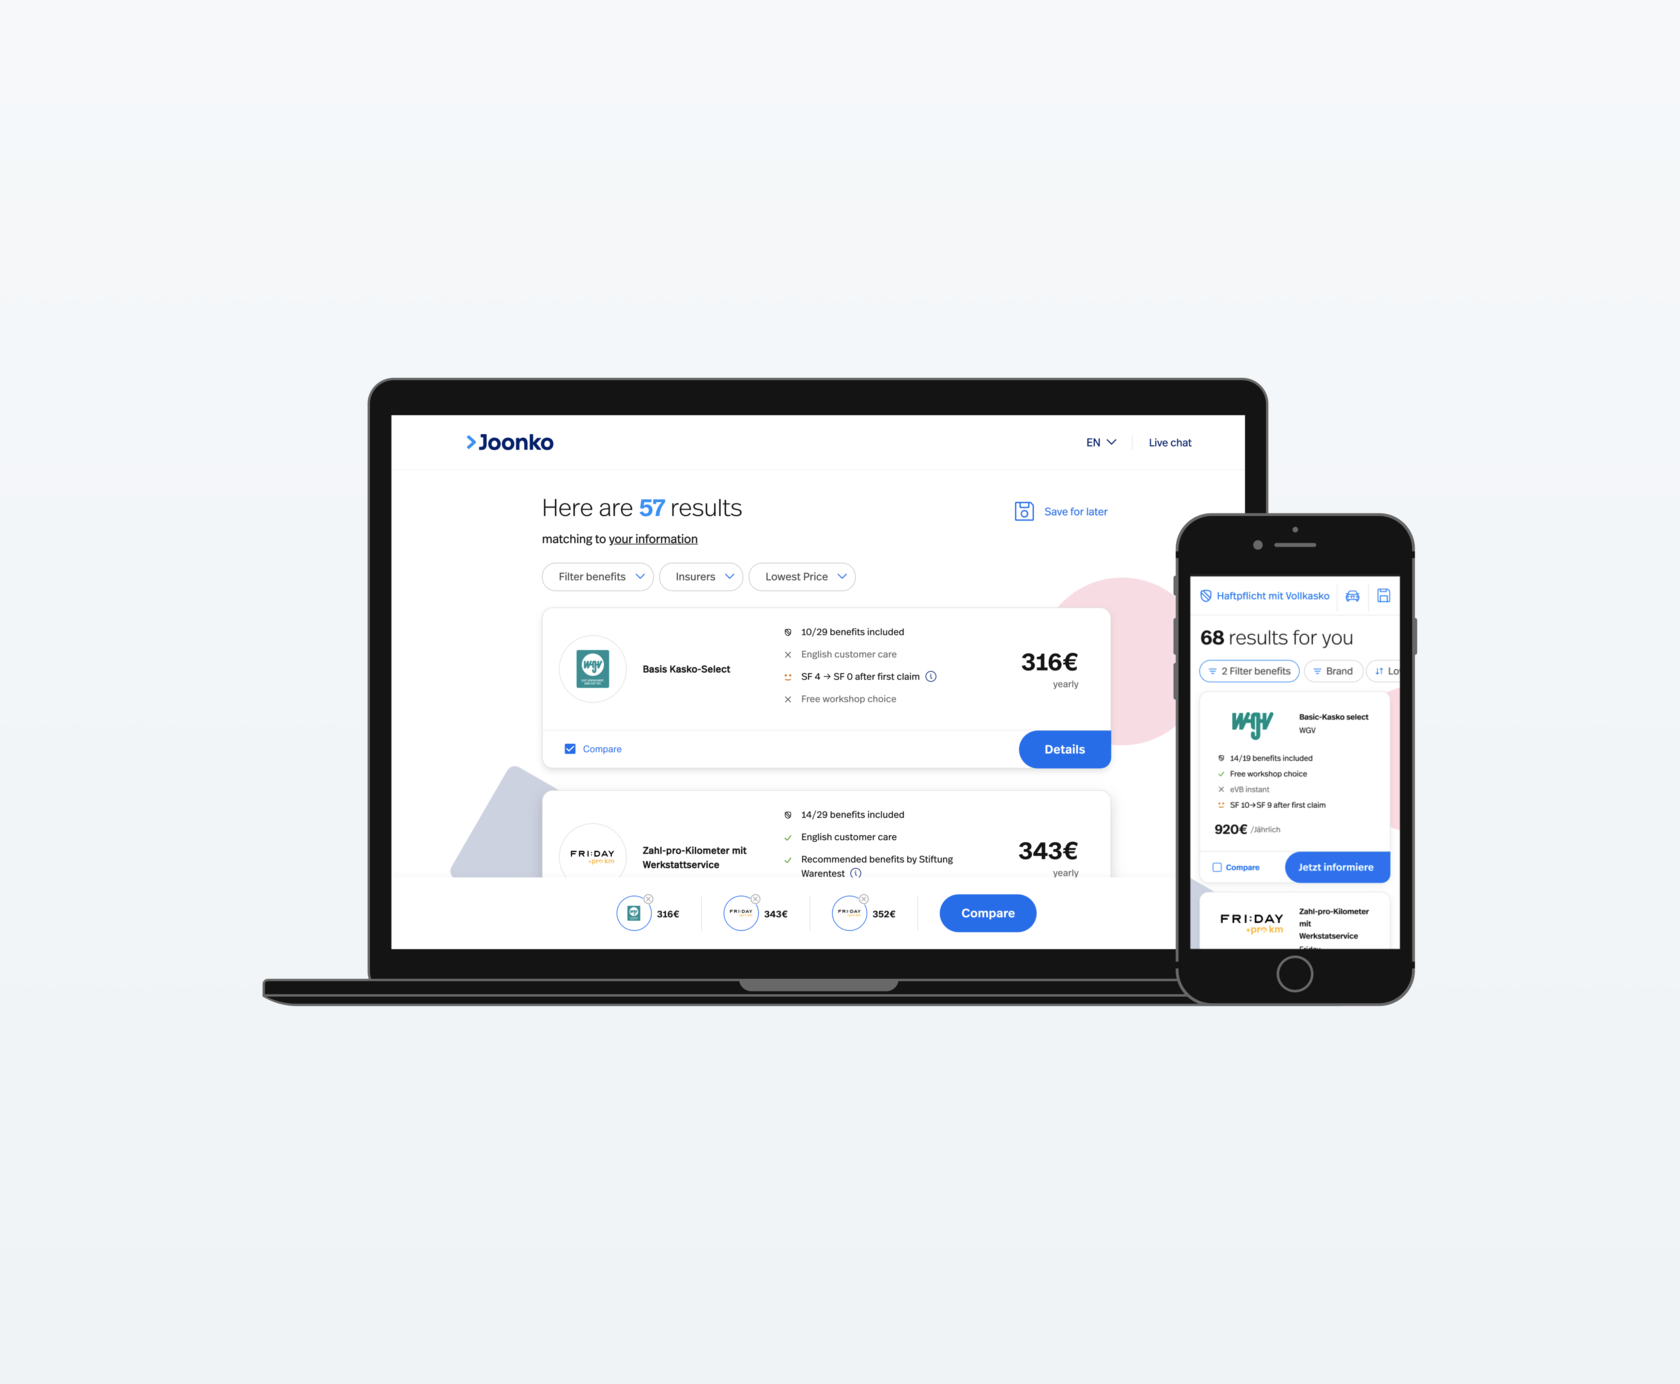 Joonko
EN
Live chat
Here are 57 results
Save for later
matching to your information
Filter benefits
Insurers
Lowest Price
wgv
Basis Kasko-Select
10/29 benefits included
English customer care
SF 4 → SF 0 after first claim
Free workshop choice
316€
yearly
Compare
Details
FRI:DAY
+pro km
Zahl-pro-Kilometer mit
Werkstattservice
14/29 benefits included
English customer care
Recommended benefits by Stiftung
Warentest
343€
yearly
316€
FRI:DAY
343€
FRI:DAY
352€
Compare
Haftpflicht mit Vollkasko
68 results for you
2 Filter benefits
Brand
Lo
wgv
Basic-Kasko select
WGV
14/19 benefits included
Free workshop choice
eVB instant
SF 10→SF 9 after first claim
920€ /Jährlich
Compare
Jetzt informiere
FRI:DAY
+pro km
Zahl-pro-Kilometer
mit
Werkstatservice
Friday